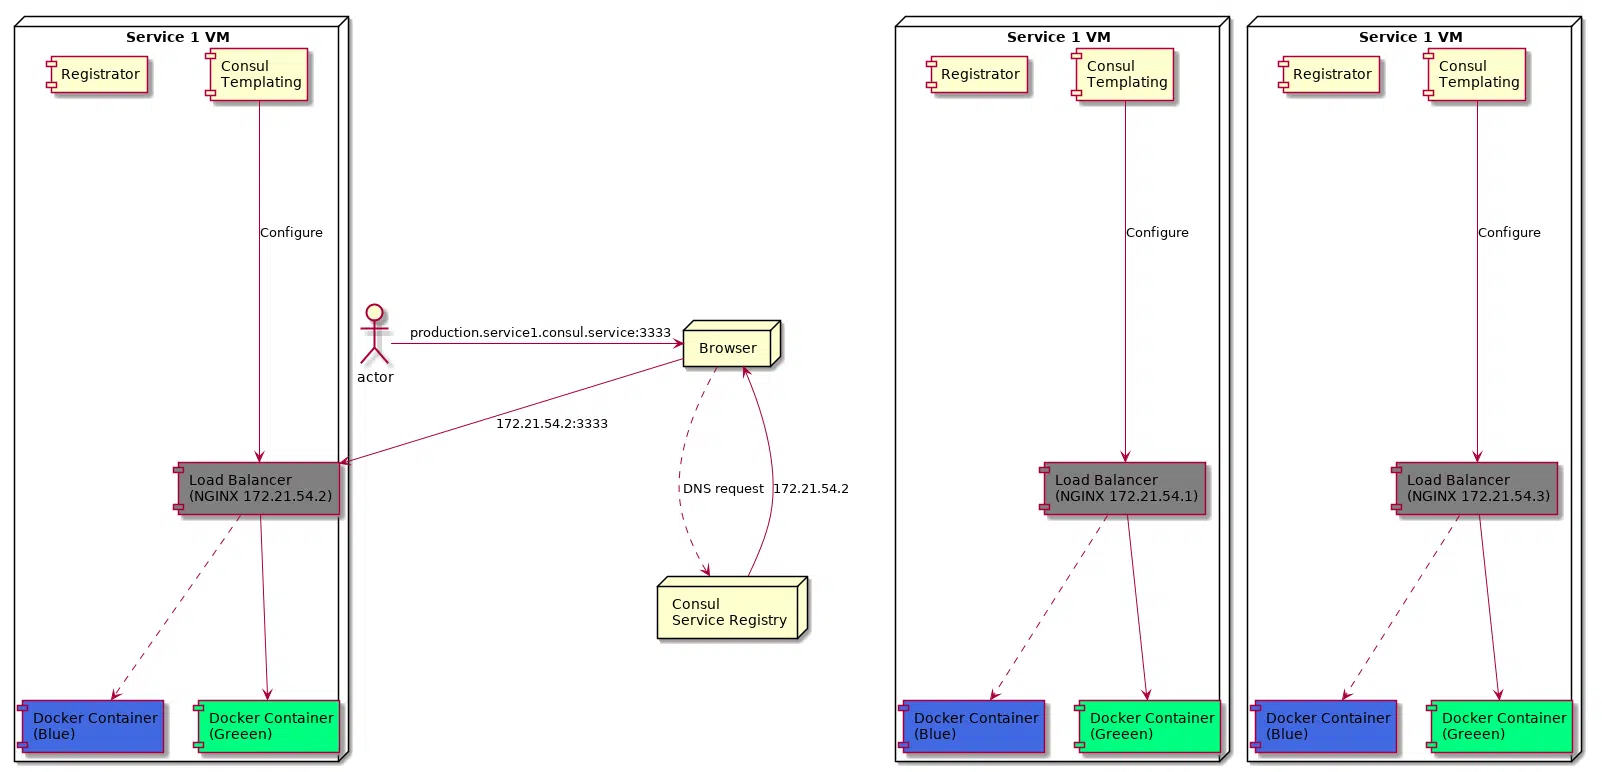 Service 1 VM
Registrator
Consul
Templating
Configure
Load Balancer
(NGINX 172.21.54.2)
Docker Container
(Blue)
Docker Container
(Greeen)
actor
production.service1.consul.service:3333
Browser
172.21.54.2:3333
DNS request
172.21.54.2
Consul
Service Registry
Service 1 VM
Registrator
Consul
Templating
Configure
Load Balancer
(NGINX 172.21.54.1)
Docker Container
(Blue)
Docker Container
(Greeen)
Service 1 VM
Registrator
Consul
Templating
Configure
Load Balancer
(NGINX 172.21.54.3)
Docker Container
(Blue)
Docker Container
(Greeen)